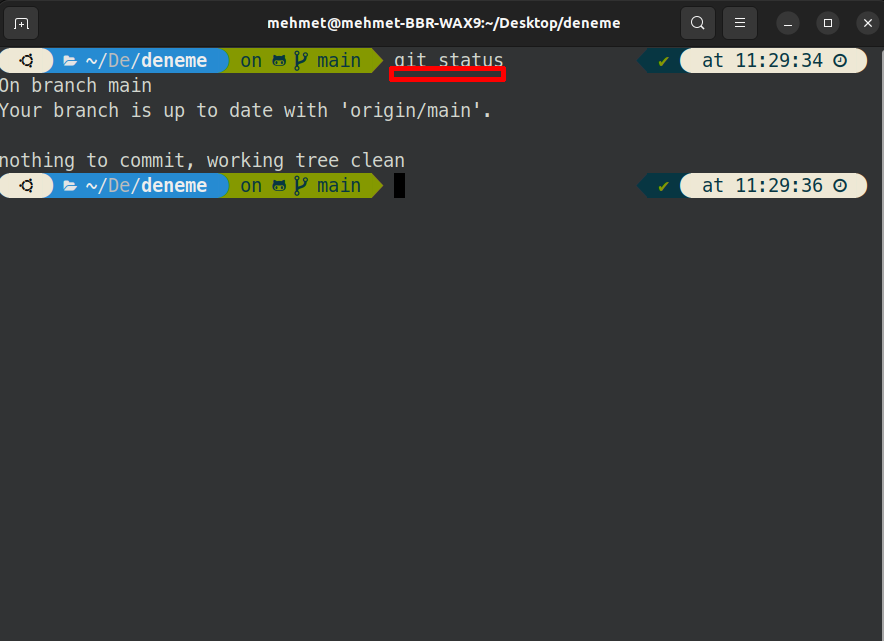 mehmet@mehmet-BBR-WAX9:~/Desktop/deneme
~/De/deneme on main git status ✔ at 11:29:34
On branch main
Your branch is up to date with 'origin/main'.
nothing to commit, working tree clean
~/De/deneme on main ✔ at 11:29:36